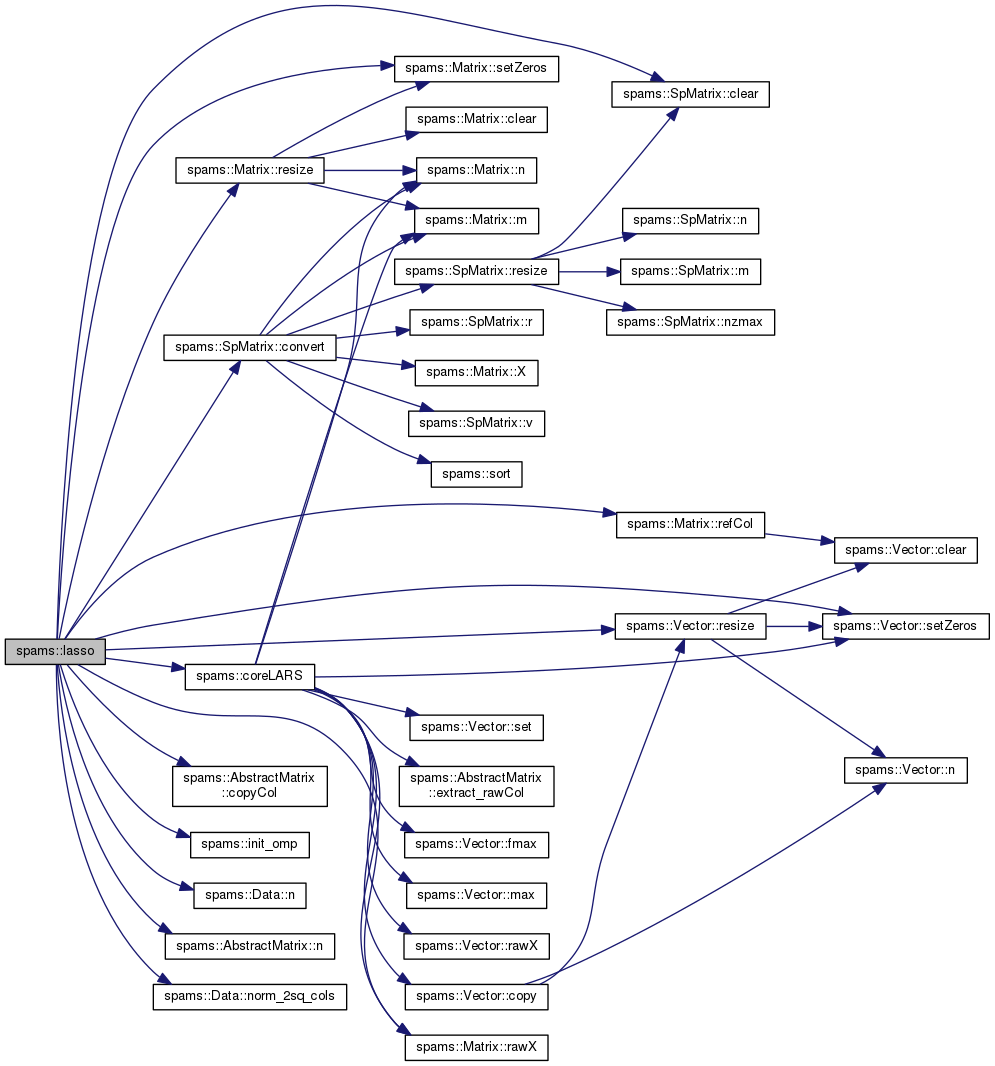 spams::Matrix::setZeros
spams::SpMatrix::clear
spams::Matrix::clear
spams::Matrix::resize
spams::Matrix::n
spams::Matrix::m
spams::SpMatrix::n
spams::SpMatrix::resize
spams::SpMatrix::m
spams::SpMatrix::r
spams::SpMatrix::nzmax
spams::SpMatrix::convert
spams::Matrix::X
spams::SpMatrix::v
spams::sort
spams::Matrix::refCol
spams::Vector::clear
spams::Vector::resize
spams::Vector::setZeros
spams::lasso
spams::coreLARS
spams::Vector::set
spams::Vector::n
spams::AbstractMatrix
::copyCol
spams::AbstractMatrix
::extract_rawCol
spams::init_omp
spams::Vector::fmax
spams::Data::n
spams::Vector::max
spams::AbstractMatrix::n
spams::Vector::rawX
spams::Data::norm_2sq_cols
spams::Vector::copy
spams::Matrix::rawX